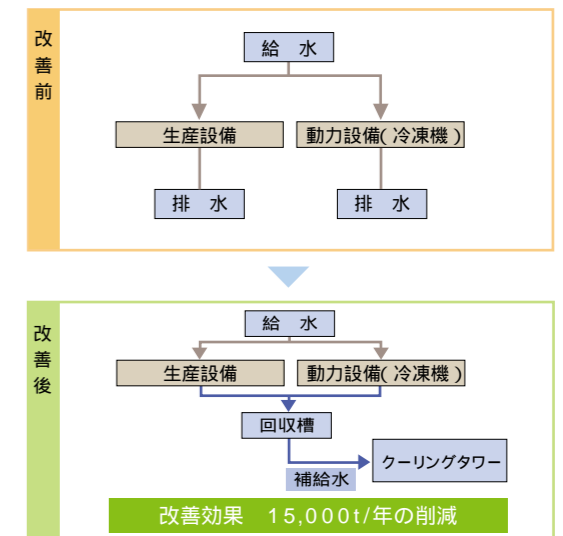 改善前
給　水
生産設備
動力設備(冷凍機)
排　水
排　水
改善後
給　水
生産設備
動力設備(冷凍機)
回収槽
クーリングタワー
補給水
改善効果　15,000t/年の削減